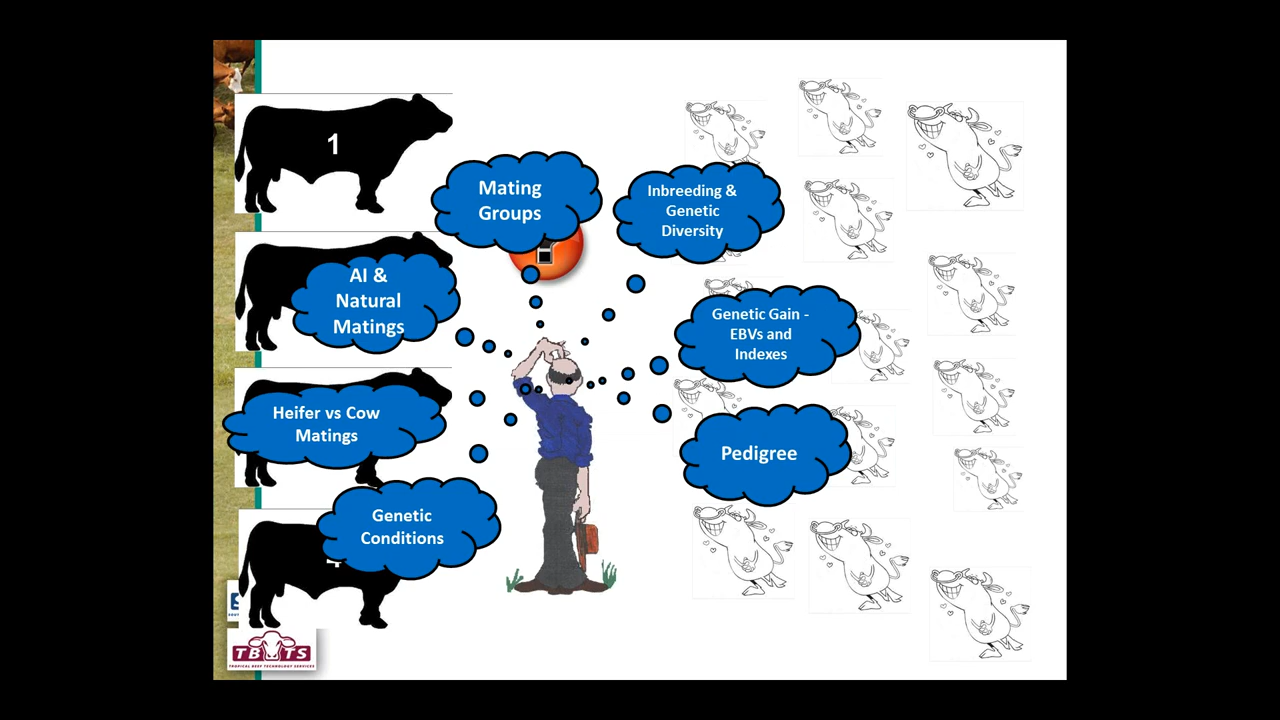 1
Mating
Groups
Inbreeding &
Genetic
Diversity
AI &
Natural
Matings
Genetic Gain -
EBVs and
Indexes
Heifer vs Cow
Matings
Pedigree
Genetic
Conditions
TBTS
TROPICAL BEEF TECHNOLOGY SERVICES